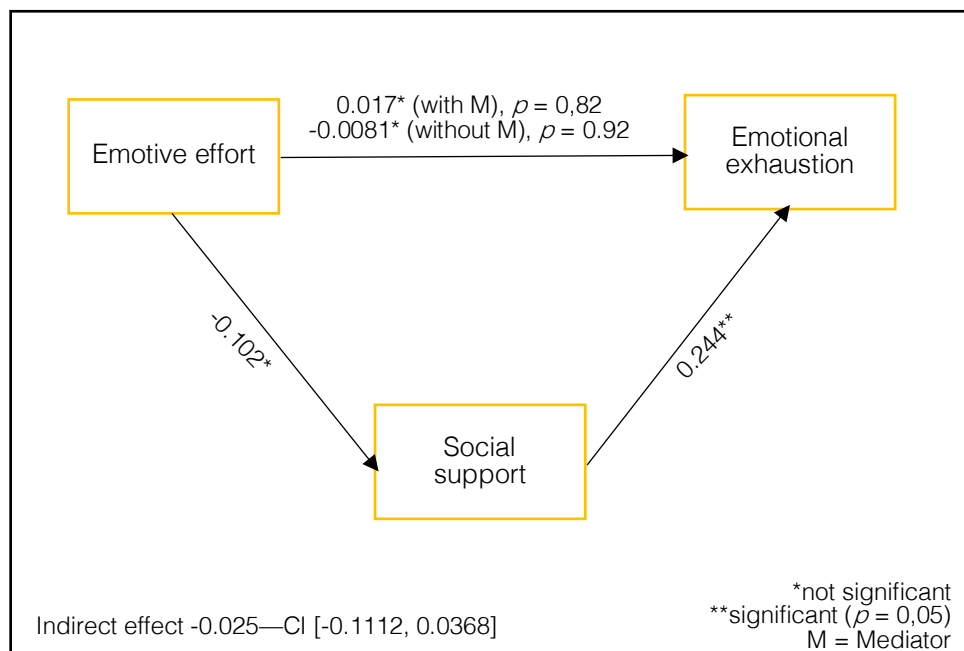 0.017* (with M), p = 0,82
-0.0081* (without M), p = 0.92
Emotive effort
Emotional
exhaustion
-0.102*
0.244**
Social
support
Indirect effect -0.025—CI [-0.1112, 0.0368]
*not significant
**significant (p = 0,05)
M = Mediator